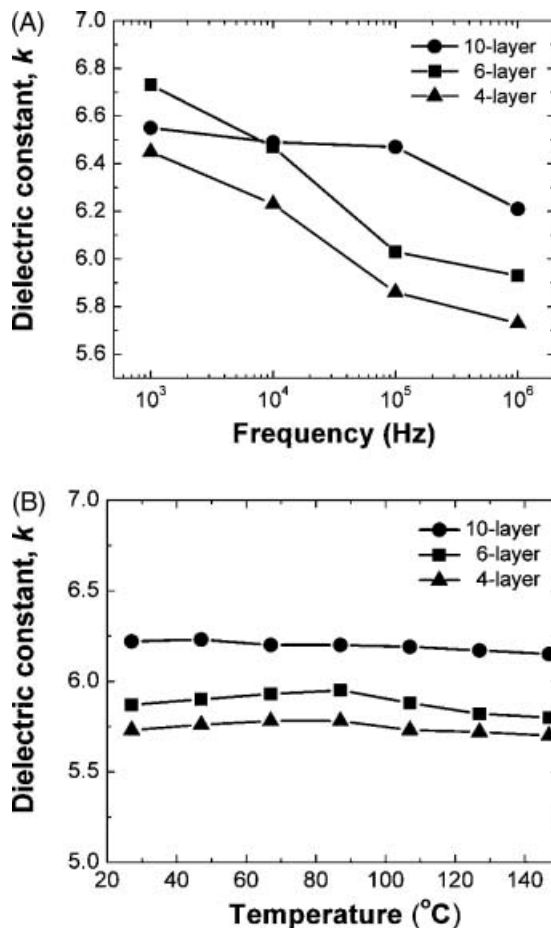 (A)
7.0
6.8
6.6
6.4
6.2
6.0
5.8
5.6
Dielectric constant, k
10-layer
6-layer
4-layer
10³ 10⁴ 10⁵ 10⁶
Frequency (Hz)
(B)
7.0
6.5
6.0
5.5
5.0
Dielectric constant, k
10-layer
6-layer
4-layer
20 40 60 80 100 120 140
Temperature (°C)